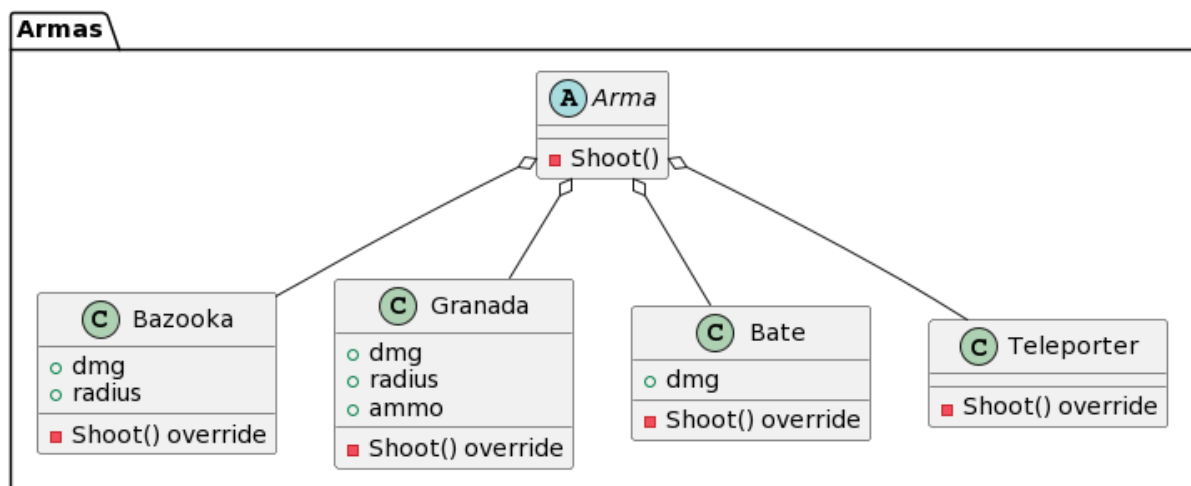 Armas
A Arma
Shoot()
C Bazooka
dmg
radius
Shoot() override
C Granada
dmg
radius
ammo
Shoot() override
C Bate
dmg
Shoot() override
C Teleporter
Shoot() override